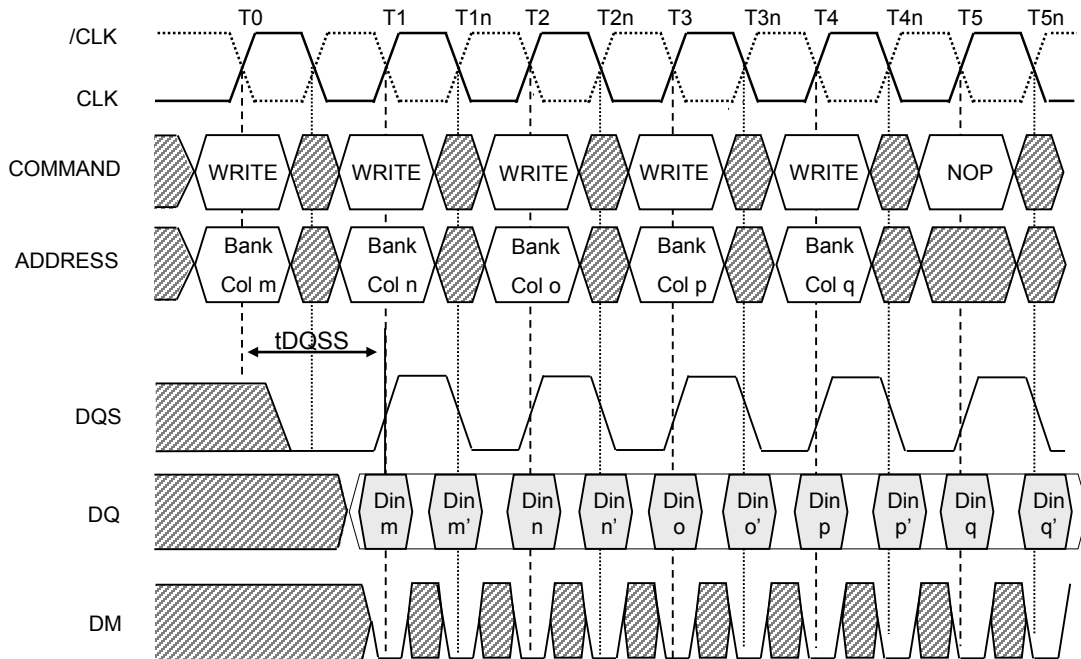 T0 T1 T1n T2 T2n T3 T3n T4 T4n T5 T5n
/CLK
CLK
COMMAND WRITE WRITE WRITE WRITE WRITE NOP
ADDRESS
Bank Bank Bank Bank Bank
Col m Col n Col o Col p Col q
tDQSS
DQS
DQ
Din Din Din Din Din Din Din Din Din Din
m m’ n n’ o o’ p p’ q q’
DM